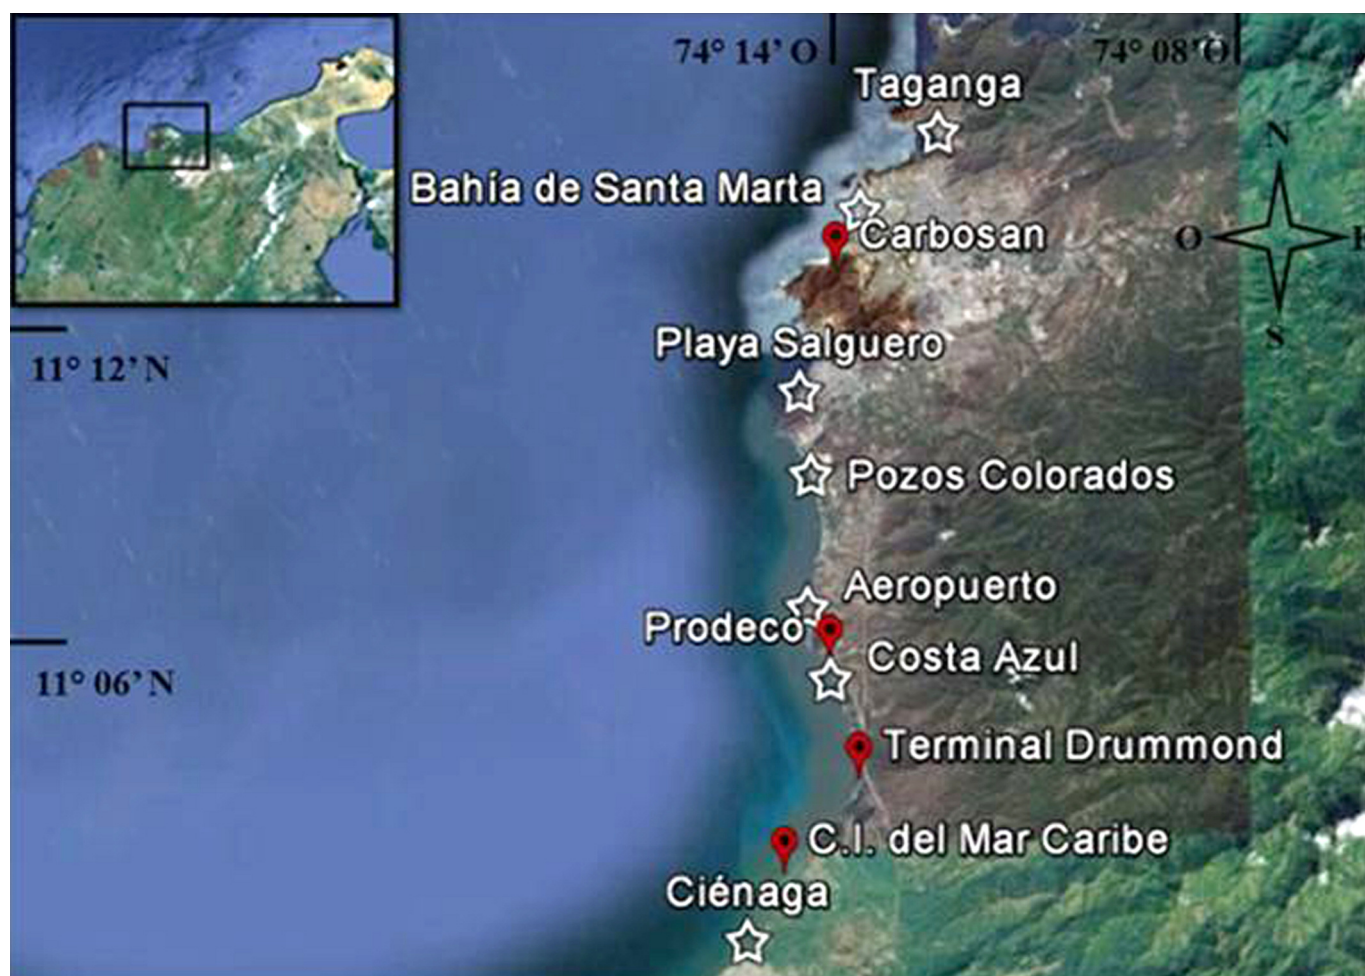 74° 14’ O
74° 08’ O
Taganga
N
Bahía de Santa Marta
Carbosan
O
E
S
Playa Salguero
11° 12’ N
Pozos Colorados
Aeropuerto
Prodeco
Costa Azul
11° 06’ N
Terminal Drummond
C.I. del Mar Caribe
Ciénaga